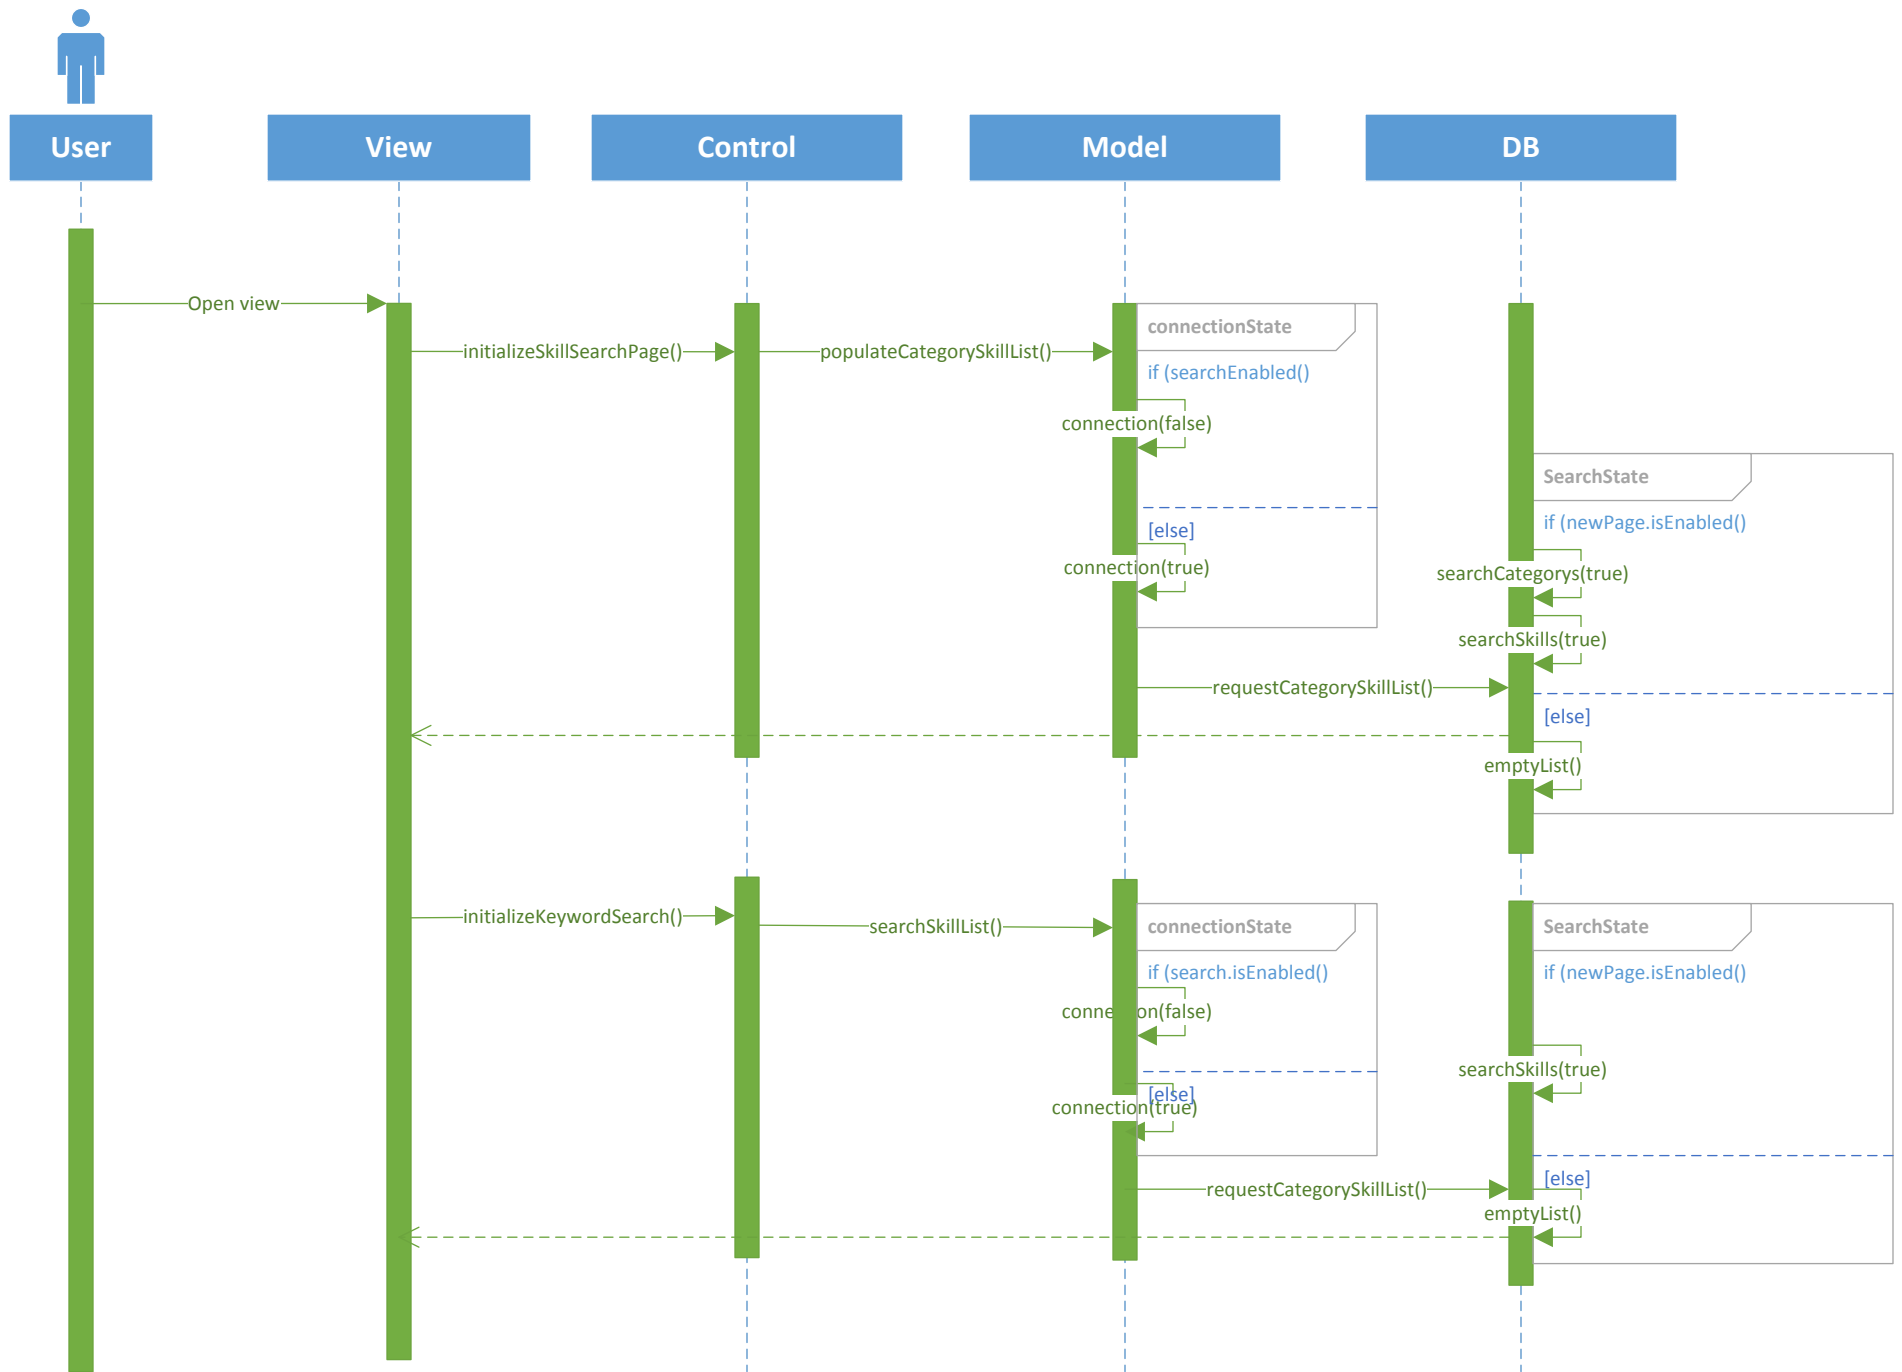 User
View
Control
Model
DB
Open view
connectionState
initializeSkillSearchPage()
populateCategorySkillList()
if (searchEnabled()
connection(false)
SearchState
if (newPage.isEnabled()
[else]
connection(true)
searchCategorys(true)
searchSkills(true)
requestCategorySkillList()
[else]
emptyList()
initializeKeywordSearch()
searchSkillList()
connectionState
SearchState
if (search.isEnabled()
if (newPage.isEnabled()
connection(false)
searchSkills(true)
[else]
connection(true)
requestCategorySkillList()
[else]
emptyList()